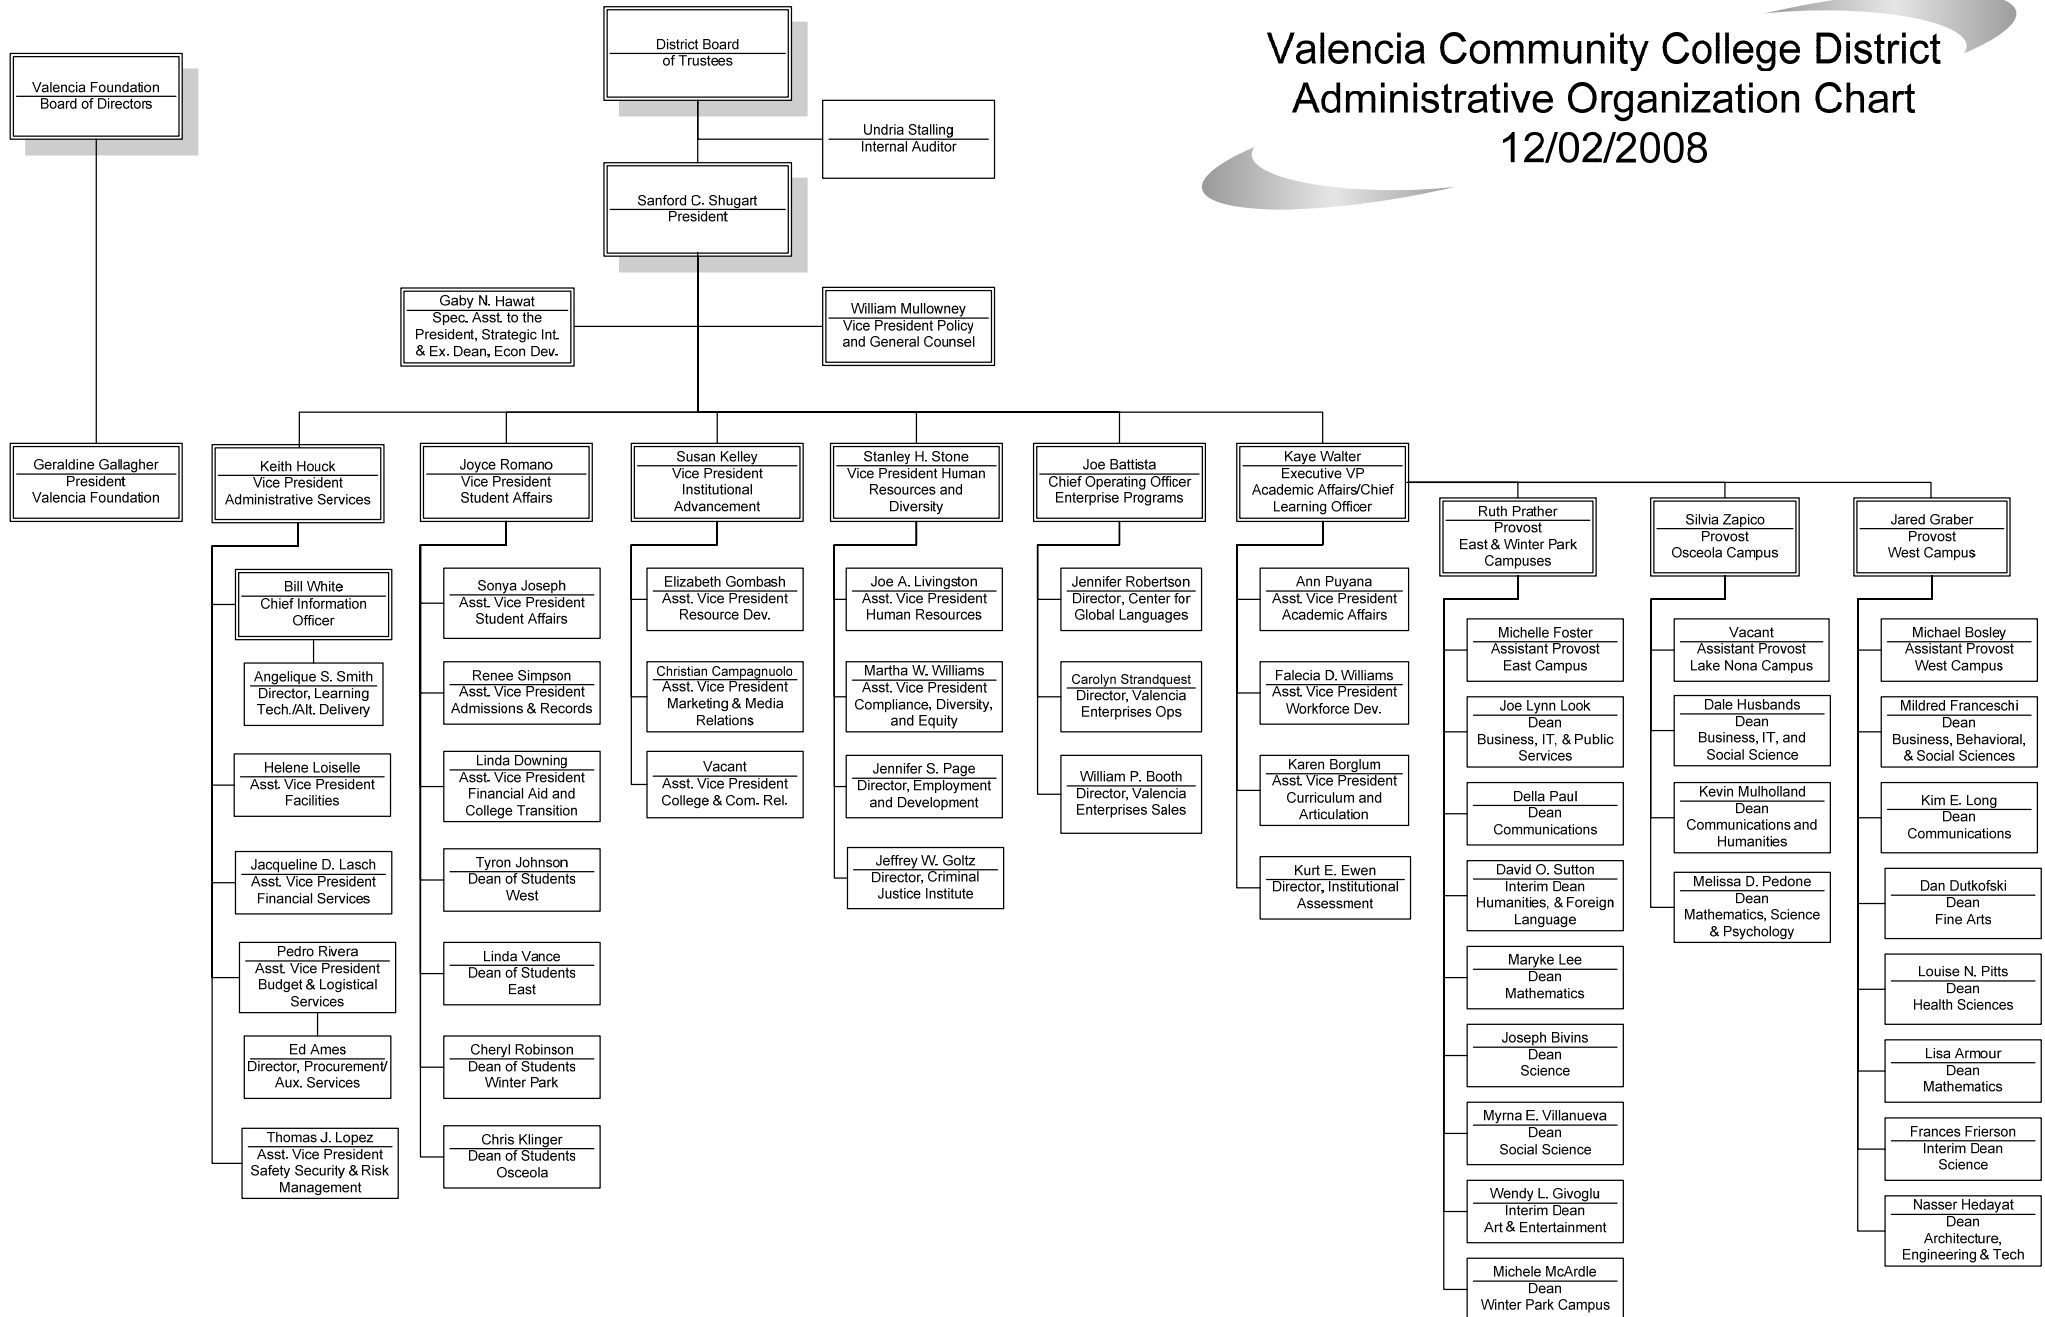 Valencia Community College District
Administrative Organization Chart
12/02/2008
District Board
of Trustees
Valencia Foundation
Board of Directors
Undria Stalling
Internal Auditor
Sanford C. Shugart
President
Gaby N. Hawat
Spec. Asst. to the
President, Strategic Int.
& Ex. Dean, Econ Dev.
William Mullowney
Vice President Policy
and General Counsel
Geraldine Gallagher
President
Valencia Foundation
Keith Houck
Vice President
Administrative Services
Bill White
Chief Information
Officer
Angelique S. Smith
Director, Learning
Tech./Alt. Delivery
Helene Loiselle
Asst. Vice President
Facilities
Jacqueline D. Lasch
Asst. Vice President
Financial Services
Pedro Rivera
Asst. Vice President
Budget & Logistical
Services
Ed Ames
Director, Procurement/
Aux. Services
Thomas J. Lopez
Asst. Vice President
Safety Security & Risk
Management
Joyce Romano
Vice President
Student Affairs
Sonya Joseph
Asst. Vice President
Student Affairs
Renee Simpson
Asst. Vice President
Admissions & Records
Linda Downing
Asst. Vice President
Financial Aid and
College Transition
Tyron Johnson
Dean of Students
West
Linda Vance
Dean of Students
East
Cheryl Robinson
Dean of Students
Winter Park
Chris Klinger
Dean of Students
Osceola
Susan Kelley
Vice President
Institutional
Advancement
Elizabeth Gombash
Asst. Vice President
Resource Dev.
Christian Campagnuolo
Asst. Vice President
Marketing & Media
Relations
Vacant
Asst. Vice President
College & Com. Rel.
Stanley H. Stone
Vice President Human
Resources and
Diversity
Joe A. Livingston
Asst. Vice President
Human Resources
Martha W. Williams
Asst. Vice President
Compliance, Diversity,
and Equity
Jennifer S. Page
Director, Employment
and Development
Jeffrey W. Goltz
Director, Criminal
Justice Institute
Joe Battista
Chief Operating Officer
Enterprise Programs
Jennifer Robertson
Director, Center for
Global Languages
Carolyn Strandquest
Director, Valencia
Enterprises Ops
William P. Booth
Director, Valencia
Enterprises Sales
Kaye Walter
Executive VP
Academic Affairs/Chief
Learning Officer
Ann Puyana
Asst. Vice President
Academic Affairs
Falecia D. Williams
Asst. Vice President
Workforce Dev.
Karen Borglum
Asst. Vice President
Curriculum and
Articulation
Kurt E. Ewen
Director, Institutional
Assessment
Ruth Prather
Provost
East & Winter Park
Campuses
Michelle Foster
Assistant Provost
East Campus
Joe Lynn Look
Dean
Business, IT, & Public
Services
Della Paul
Dean
Communications
David O. Sutton
Interim Dean
Humanities, & Foreign
Language
Maryke Lee
Dean
Mathematics
Joseph Bivins
Dean
Science
Myrna E. Villanueva
Dean
Social Science
Wendy L. Givoglu
Interim Dean
Art & Entertainment
Michele McArdle
Dean
Winter Park Campus
Silvia Zapico
Provost
Osceola Campus
Vacant
Assistant Provost
Lake Nona Campus
Dale Husbands
Dean
Business, IT, and
Social Science
Kevin Mulholland
Dean
Communications and
Humanities
Melissa D. Pedone
Dean
Mathematics, Science
& Psychology
Jared Graber
Provost
West Campus
Michael Bosley
Assistant Provost
West Campus
Mildred Franceschi
Dean
Business, Behavioral,
& Social Sciences
Kim E. Long
Dean
Communications
Dan Dutkofski
Dean
Fine Arts
Louise N. Pitts
Dean
Health Sciences
Lisa Armour
Dean
Mathematics
Frances Frierson
Interim Dean
Science
Nasser Hedayat
Dean
Architecture,
Engineering & Tech